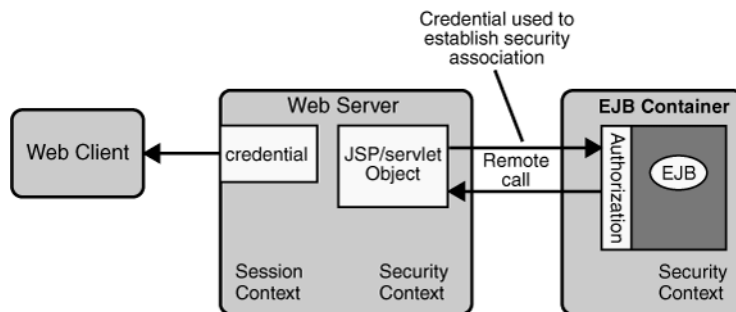 Credential used to
establish security
association
Web Server
EJB Container
Web Client
credential
JSP/servlet
Object
Remote
call
Authorization
EJB
Session
Context
Security
Context
Security
Context